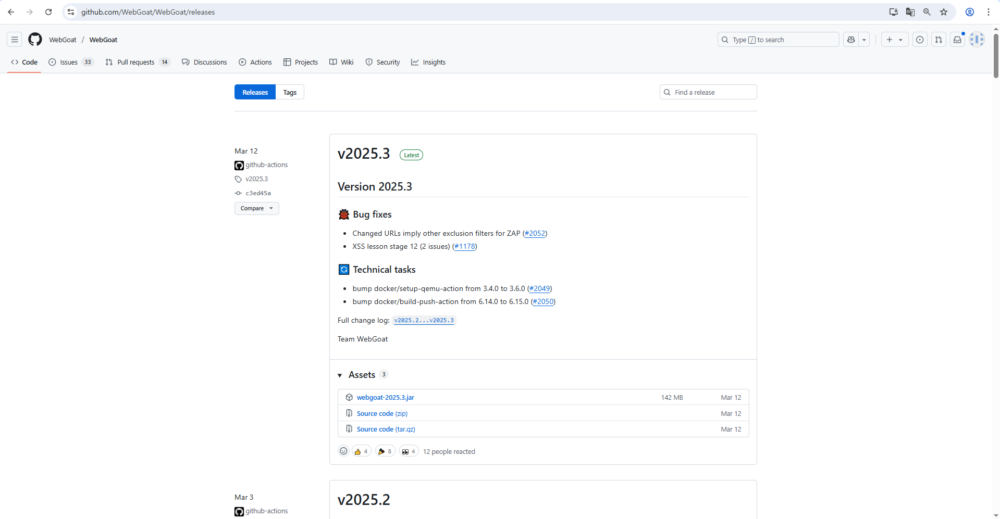 github.com/WebGoat/WebGoat/releases
WebGoat / WebGoat
Type / to search
Code
Issues 33
Pull requests 14
Discussions
Actions
Projects
Wiki
Security
Insights
Releases
Tags
Find a release
Mar 12
github-actions
v2025.3
c3ed45a
Compare
v2025.3 Latest
Version 2025.3
Bug fixes
Changed URLs imply other exclusion filters for ZAP (#2052)
XSS lesson stage 12 (2 issues) (#1178)
Technical tasks
bump docker/setup-qemu-action from 3.4.0 to 3.6.0 (#2049)
bump docker/build-push-action from 6.14.0 to 6.15.0 (#2050)
Full change log: v2025.2...v2025.3
Team WebGoat
Assets 3
webgoat-2025.3.jar 142 MB Mar 12
Source code (zip) Mar 12
Source code (tar.gz) Mar 12
4 8 4 12 people reacted
Mar 3
github-actions
v2025.2